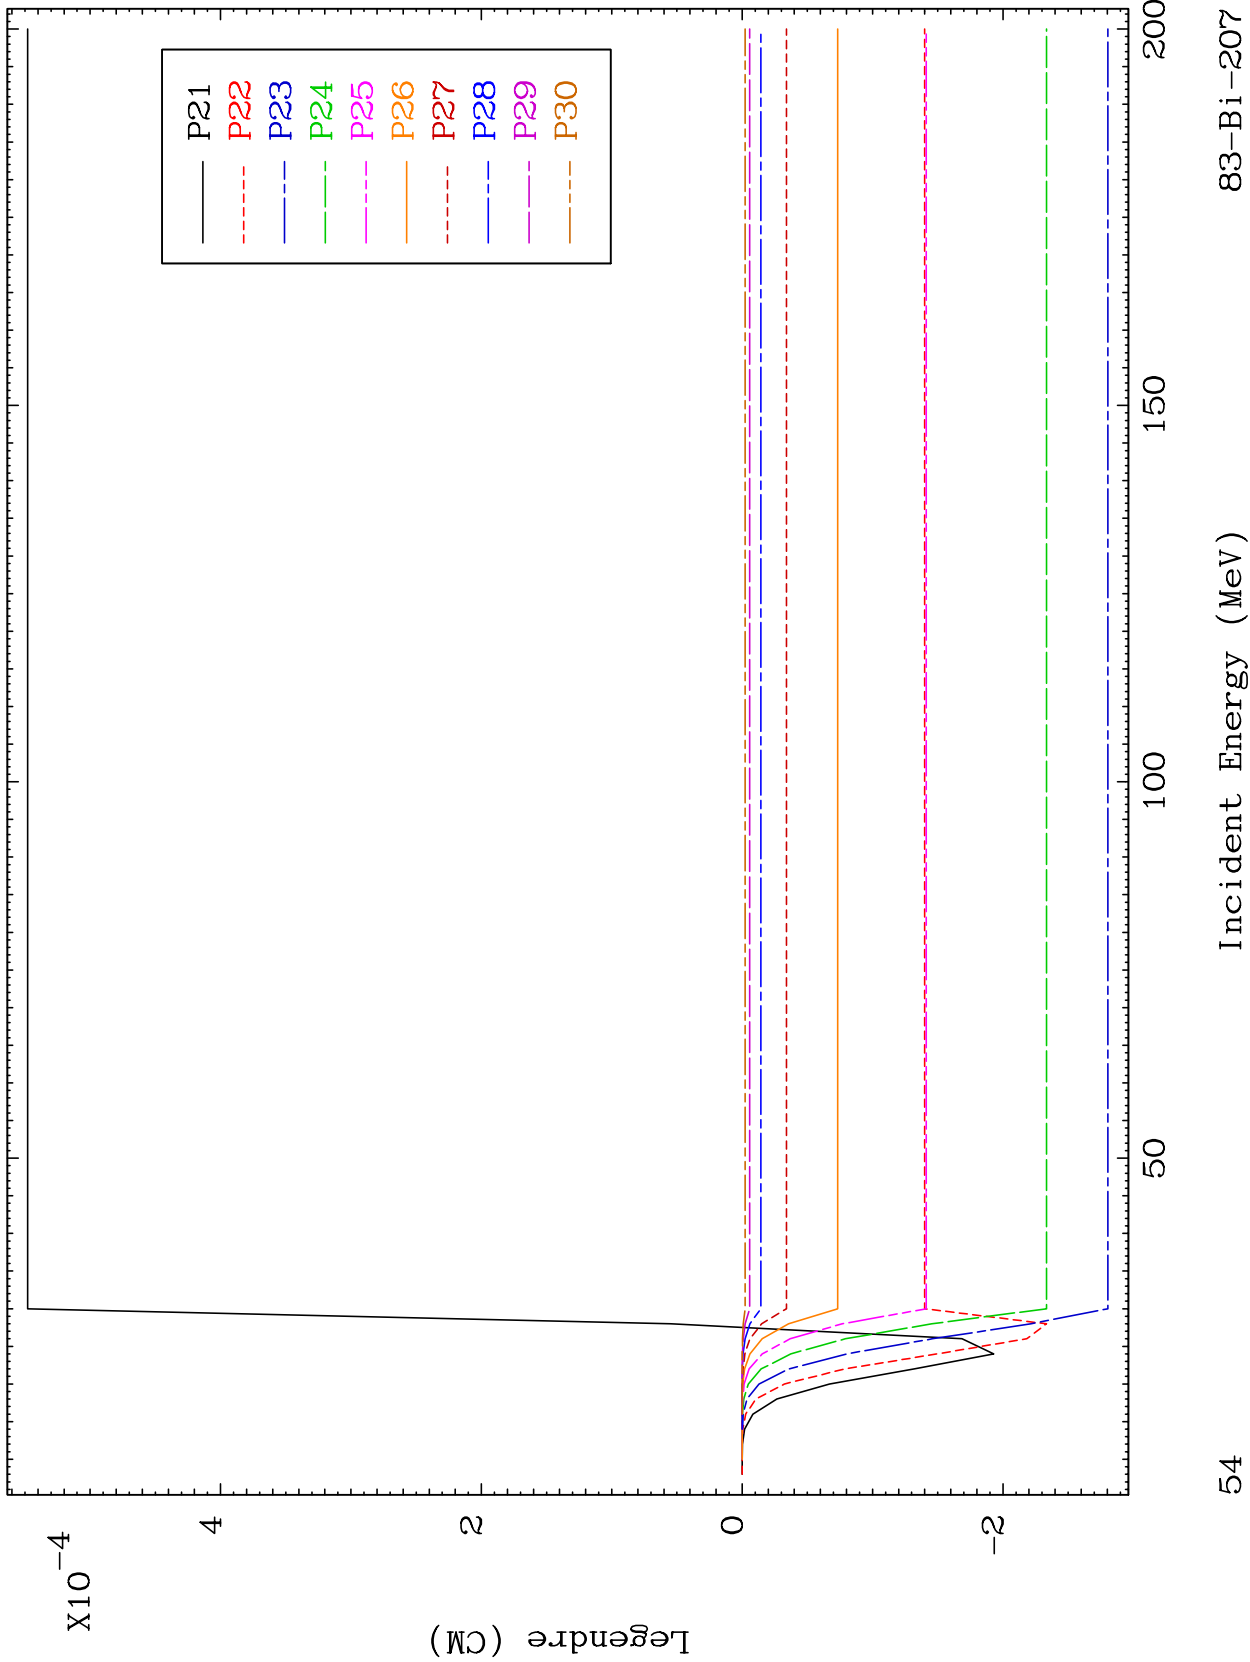 X10-4
4
2
0
-2
Legendre (CM)
P21
P22
P23
P24
P25
P26
P27
P28
P29
P30
50
100
150
200
Incident Energy (MeV)
54
83-Bi-207